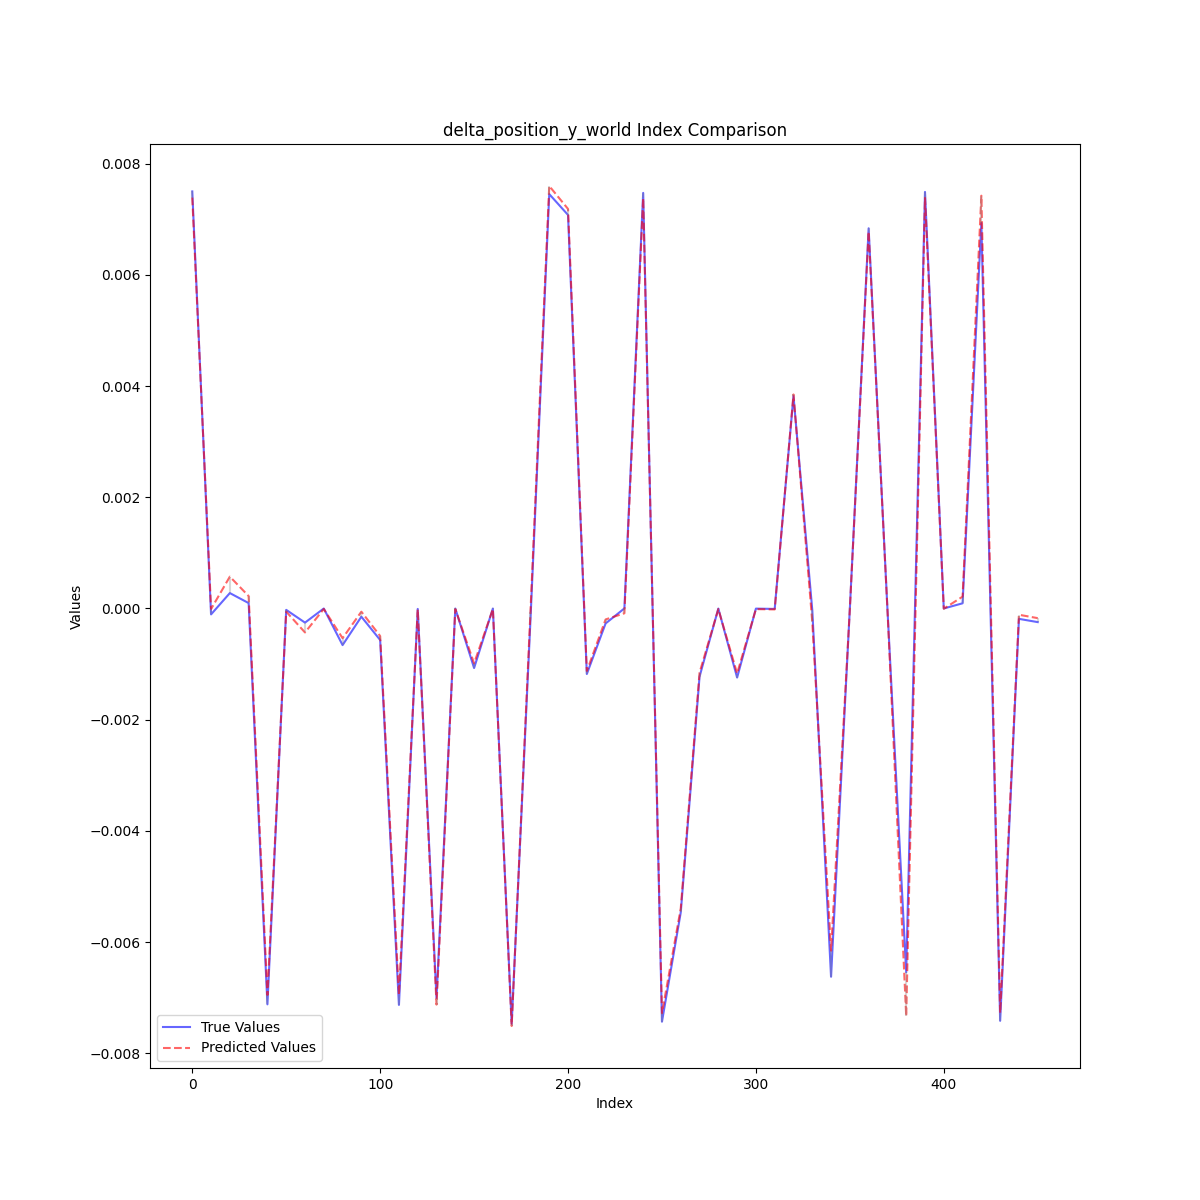 delta_position_y_world Index Comparison
0.008
0.006
0.004
0.002
0.000
−0.002
−0.004
−0.006
−0.008
Values
True Values
Predicted Values
0
100
200
300
400
Index